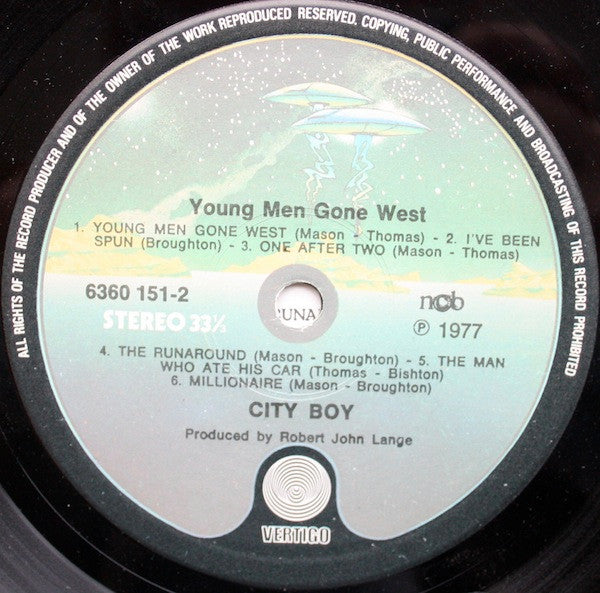 ALL RIGHTS OF THE RECORD PRODUCER AND OF THE OWNER OF THE WORK REPRODUCED RESERVED. COPYING, PUBLIC PERFORMANCE AND BROADCASTING OF THIS RECORD PROHIBITED
Young Men Gone West
1. YOUNG MEN GONE WEST (Mason - Thomas) - 2. I'VE BEEN
SPUN (Broughton) - 3. ONE AFTER TWO (Mason - Thomas)
6360 151-2
ncb
STEREO 33⅓
UNA
℗ 1977
4. THE RUNAROUND (Mason - Broughton) - 5. THE MAN
WHO ATE HIS CAR (Thomas - Bishton)
6. MILLIONAIRE (Mason - Broughton)
CITY BOY
Produced by Robert John Lange
VERTIGO